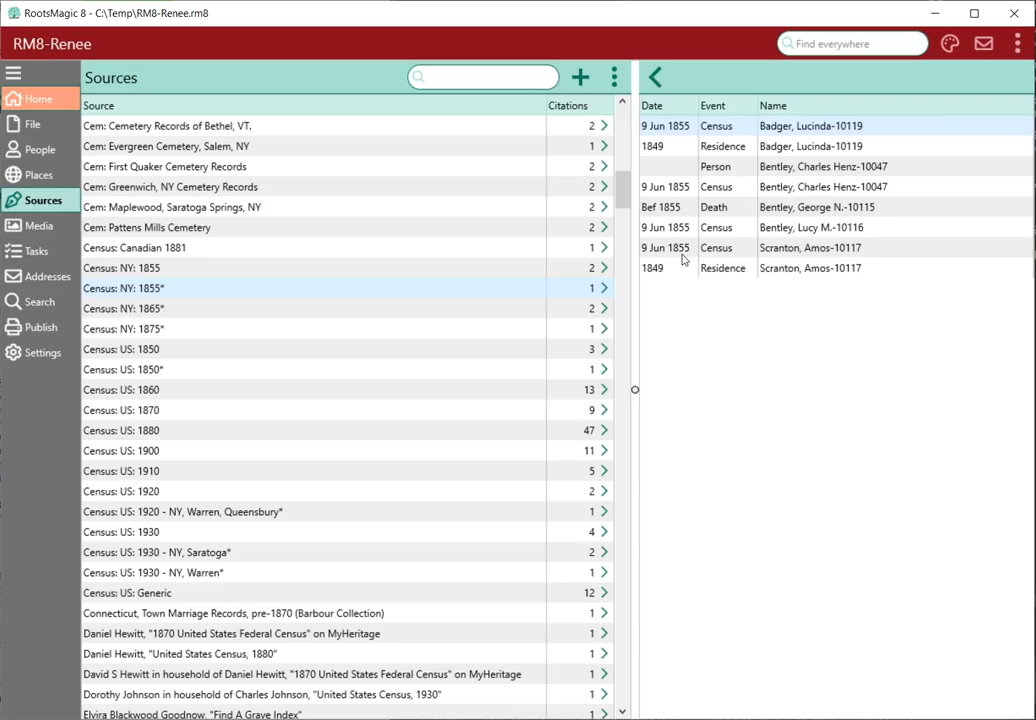 RootsMagic 8 - C:\Temp\RM8-Renee.rm8
RM8-Renee
Find everywhere
Home
File
People
Places
Sources
Media
Tasks
Addresses
Search
Publish
Settings
Sources
Source Citations
Cem: Cemetery Records of Bethel, VT. 2
Cem: Evergreen Cemetery, Salem, NY 1
Cem: First Quaker Cemetery Records 2
Cem: Greenwich, NY Cemetery Records 2
Cem: Maplewood, Saratoga Springs, NY 2
Cem: Pattens Mills Cemetery 2
Census: Canadian 1881 1
Census: NY: 1855 2
Census: NY: 1855* 1
Census: NY: 1865* 2
Census: NY: 1875* 1
Census: US: 1850 3
Census: US: 1850* 1
Census: US: 1860 13
Census: US: 1870 9
Census: US: 1880 47
Census: US: 1900 11
Census: US: 1910 5
Census: US: 1920 2
Census: US: 1920 - NY, Warren, Queensbury* 1
Census: US: 1930 4
Census: US: 1930 - NY, Saratoga* 2
Census: US: 1930 - NY, Warren* 1
Census: US: Generic 12
Connecticut, Town Marriage Records, pre-1870 (Barbour Collection) 1
Daniel Hewitt, "1870 United States Federal Census" on MyHeritage 1
Daniel Hewitt, "United States Census, 1880" 1
David S Hewitt in household of Daniel Hewitt, "1870 United States Federal Census" on MyHeritage 1
Dorothy Johnson in household of Charles Johnson, "United States Census, 1930" 1
Elvira Blackwood Goodnow, "Find A Grave Index" 1
Date Event Name
9 Jun 1855 Census Badger, Lucinda-10119
1849 Residence Badger, Lucinda-10119
Person Bentley, Charles Henz-10047
9 Jun 1855 Census Bentley, Charles Henz-10047
Bef 1855 Death Bentley, George N.-10115
9 Jun 1855 Census Bentley, Lucy M.-10116
9 Jun 1855 Census Scranton, Amos-10117
1849 Residence Scranton, Amos-10117